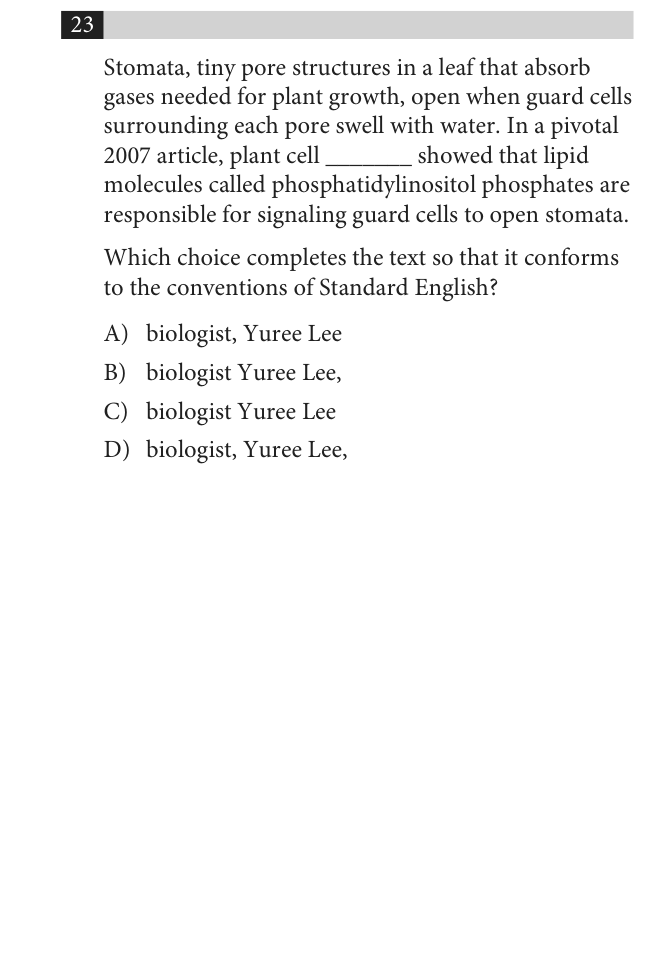 23
Stomata, tiny pore structures in a leaf that absorb
gases needed for plant growth, open when guard cells
surrounding each pore swell with water. In a pivotal
2007 article, plant cell _______ showed that lipid
molecules called phosphatidylinositol phosphates are
responsible for signaling guard cells to open stomata.
Which choice completes the text so that it conforms
to the conventions of Standard English?
A) biologist, Yuree Lee
B) biologist Yuree Lee,
C) biologist Yuree Lee
D) biologist, Yuree Lee,